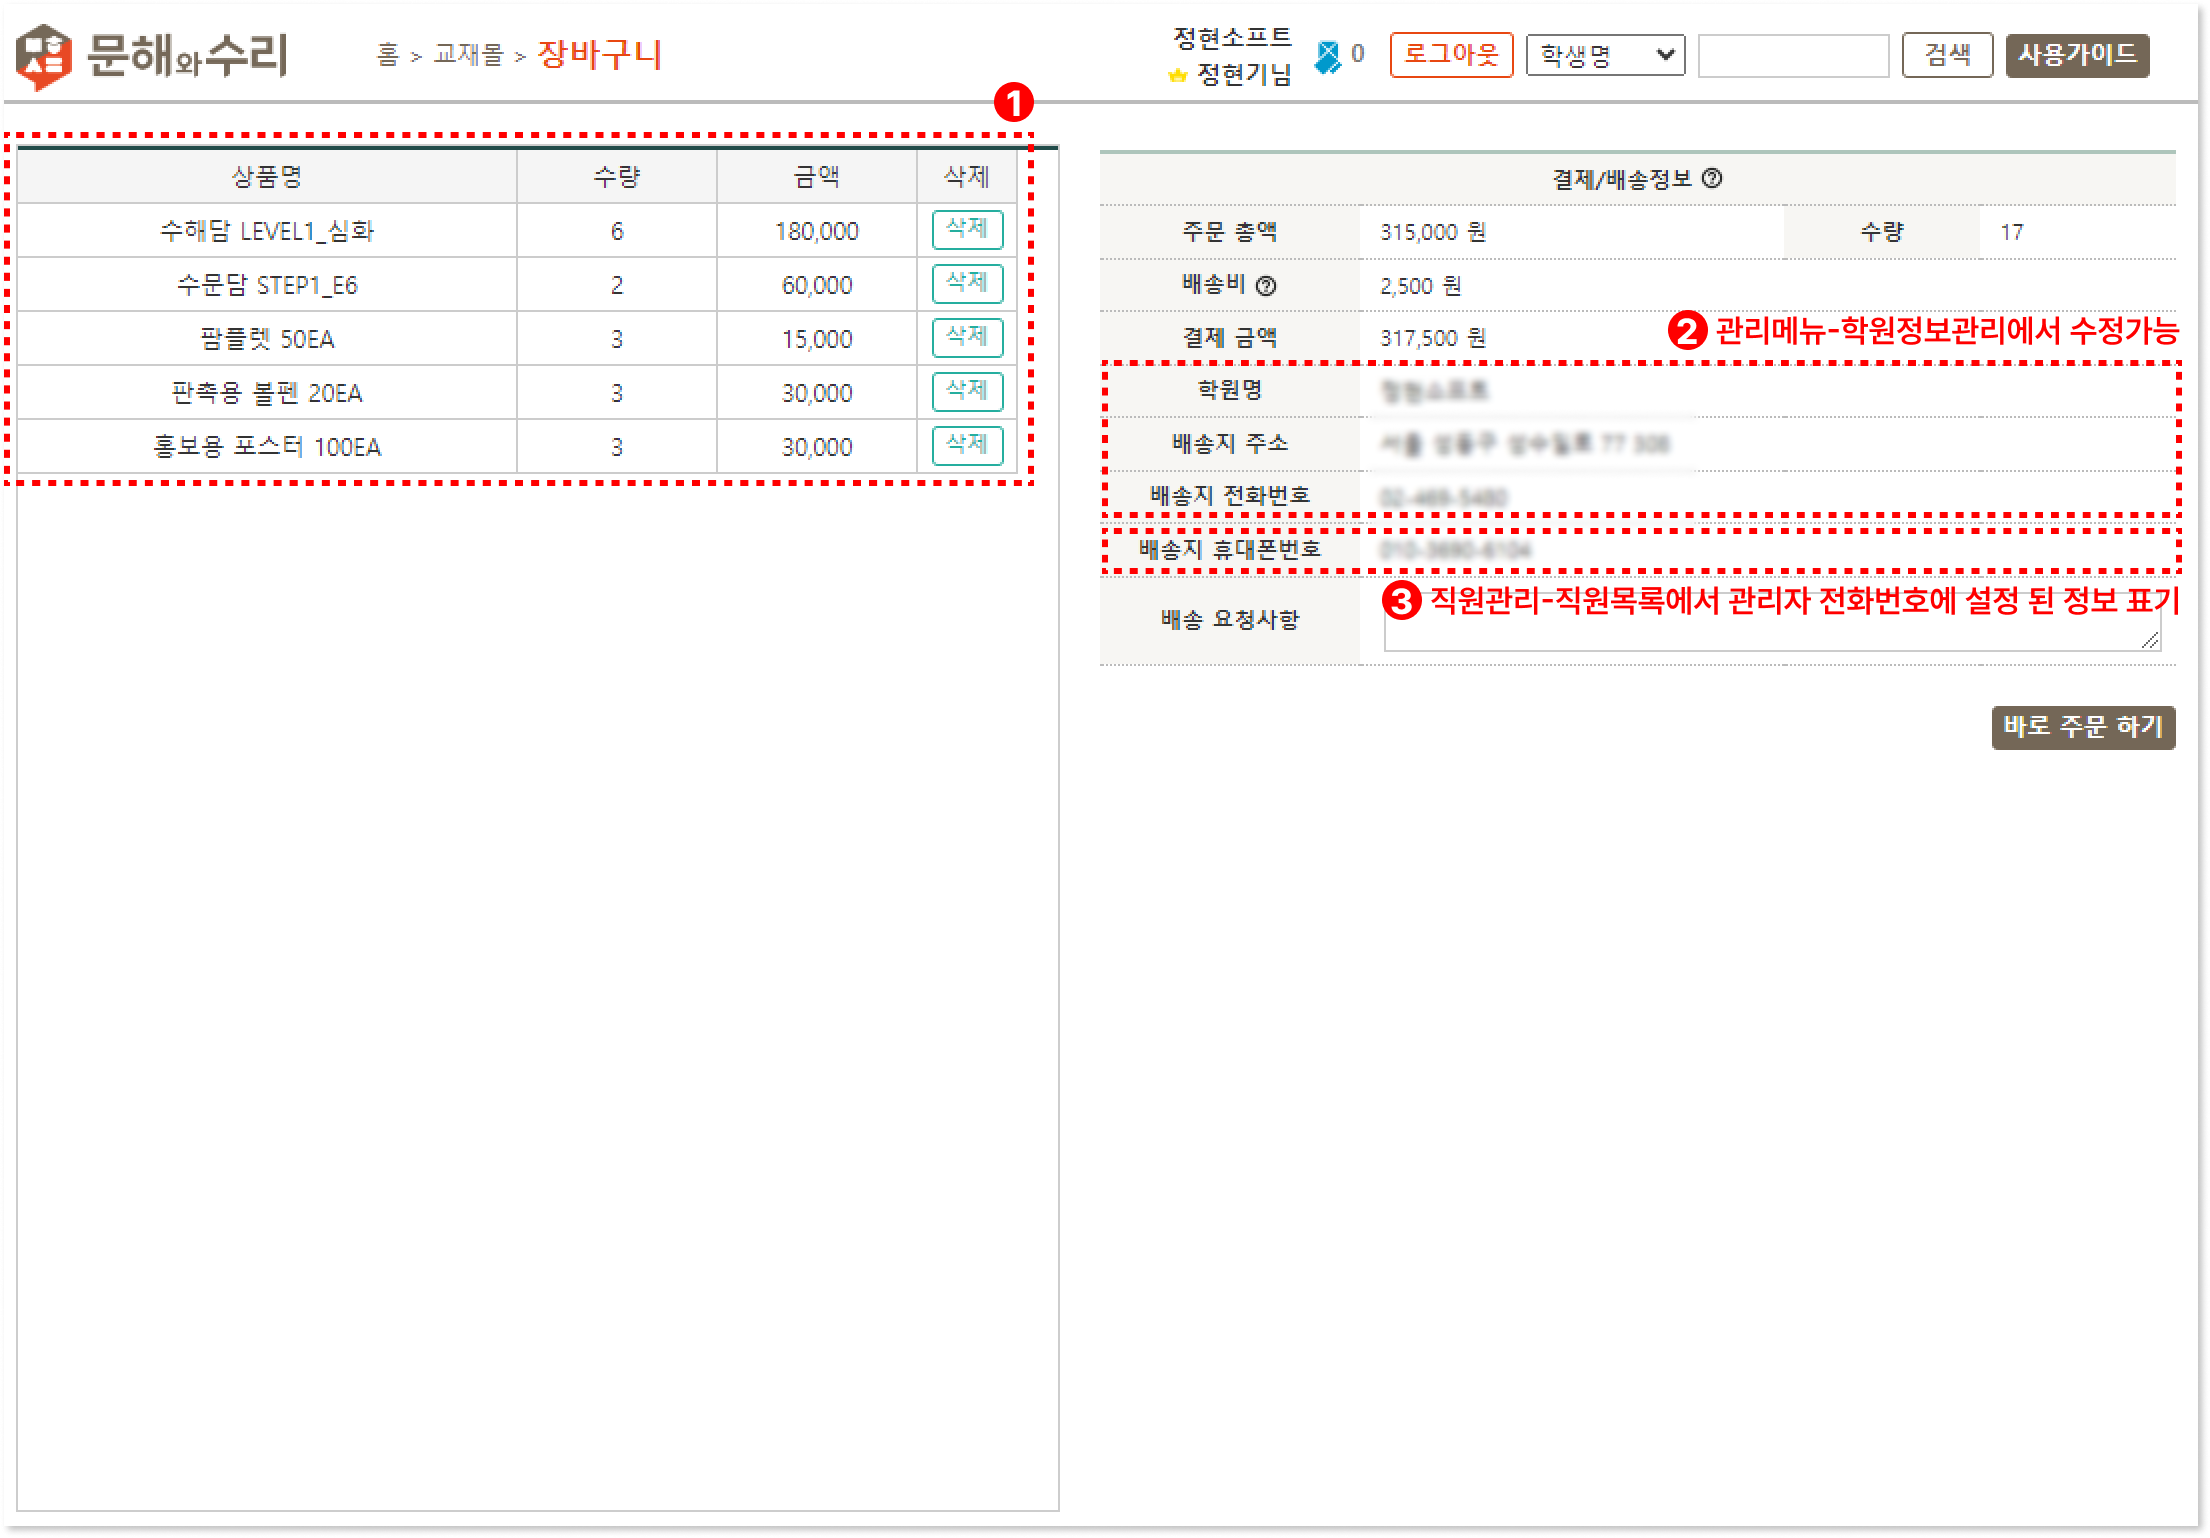 문해와수리
홈 > 교재몰 > 장바구니
정현소프트
정현기님
0
로그아웃
학생명
검색
사용가이드
1
상품명 수량 금액 삭제
수해담 LEVEL1_심화 6 180,000 삭제
수문담 STEP1_E6 2 60,000 삭제
팜플렛 50EA 3 15,000 삭제
판촉용 볼펜 20EA 3 30,000 삭제
홍보용 포스터 100EA 3 30,000 삭제
결제/배송정보 ?
주문 총액 315,000 원 수량 17
배송비 ? 2,500 원
결제 금액 317,500 원
2 관리메뉴-학원정보관리에서 수정가능
학원명
배송지 주소
배송지 전화번호
배송지 휴대폰번호
3 직원관리-직원목록에서 관리자 전화번호에 설정 된 정보 표기
배송 요청사항
바로 주문 하기